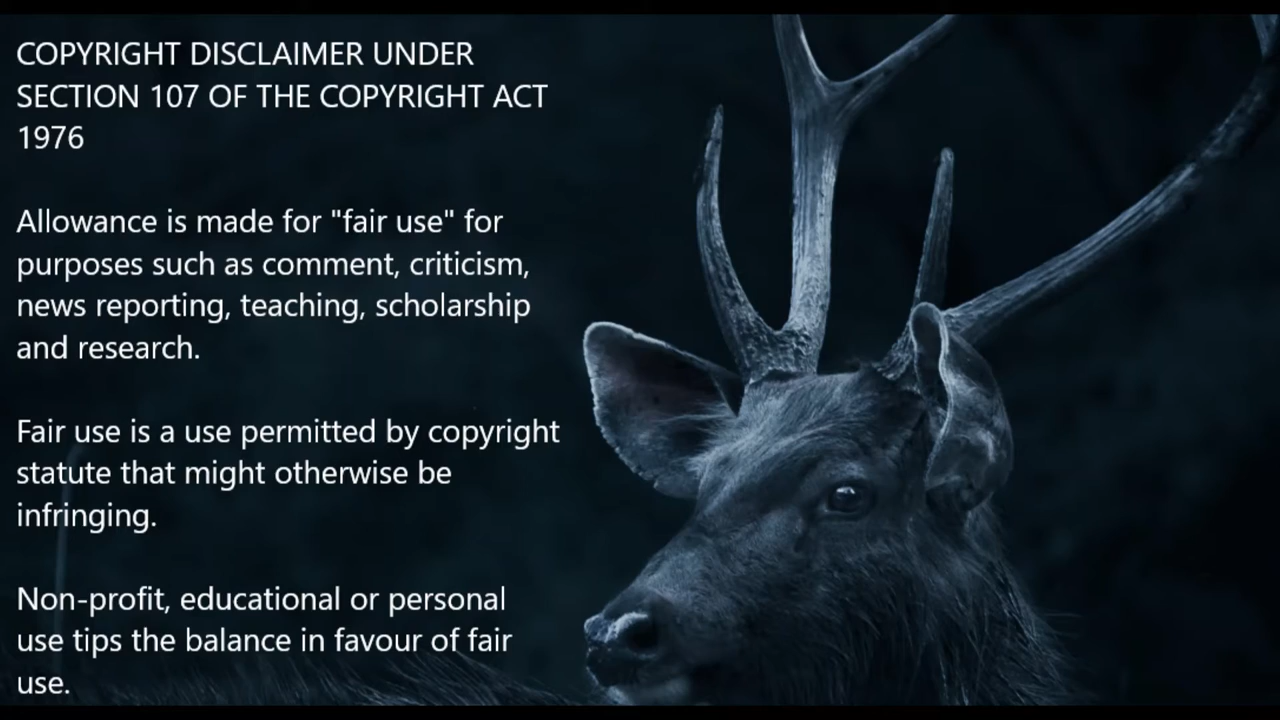 COPYRIGHT DISCLAIMER UNDER
SECTION 107 OF THE COPYRIGHT ACT
1976
Allowance is made for "fair use" for
purposes such as comment, criticism,
news reporting, teaching, scholarship
and research.
Fair use is a use permitted by copyright
statute that might otherwise be
infringing.
Non-profit, educational or personal
use tips the balance in favour of fair
use.